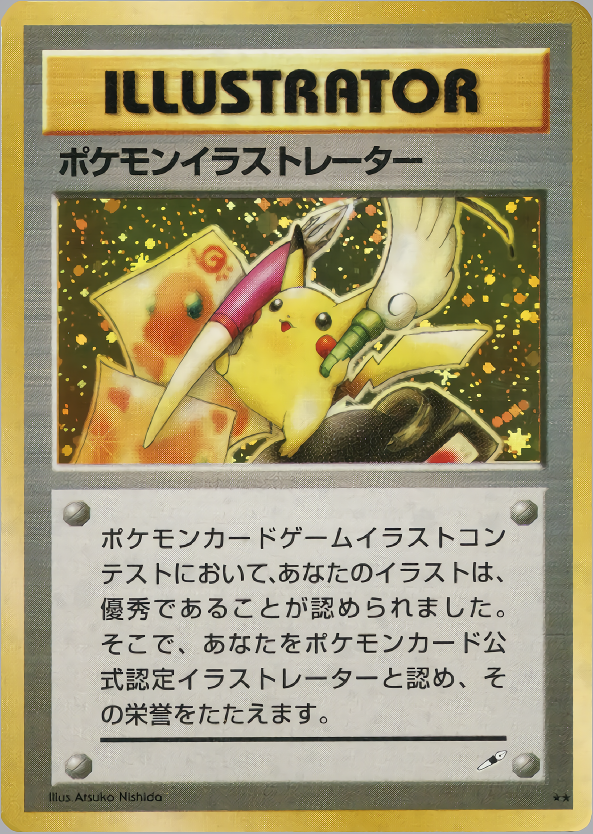 ILLUSTRATOR
ポケモンイラストレーター
ポケモンカードゲームイラストコン
テストにおいて、あなたのイラストは、
優秀であることが認められました。
そこで、あなたをポケモンカード公
式認定イラストレーターと認め、そ
の栄誉をたたえます。
Illus. Atsuko Nishida
★★